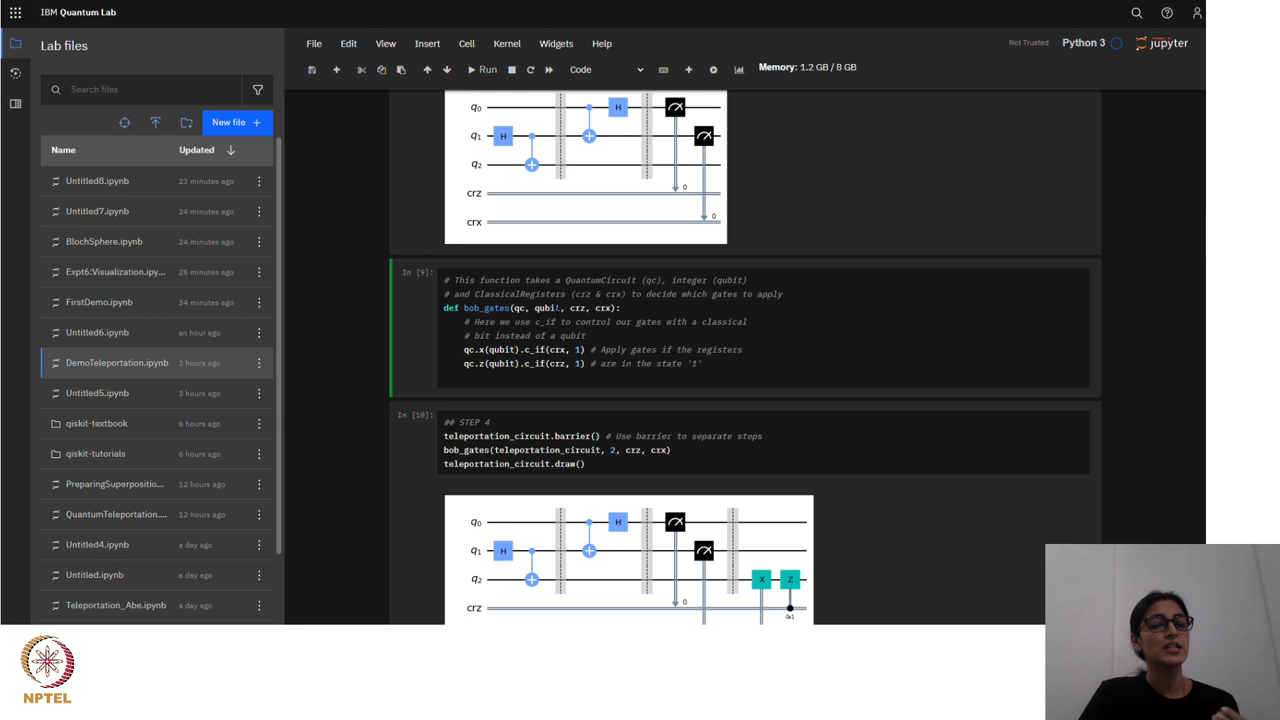 IBM Quantum Lab
Lab files
File Edit View Insert Cell Kernel Widgets Help
Not Trusted Python 3 jupyter
Run Code Memory: 1.2 GB / 8 GB
Search files
New file +
Name Updated
Untitled8.ipynb 23 minutes ago
Untitled7.ipynb 24 minutes ago
BlochSphere.ipynb 24 minutes ago
Expt6:Visualization.ipy... 25 minutes ago
FirstDemo.ipynb 34 minutes ago
Untitled6.ipynb an hour ago
DemoTeleportation.ipynb 3 hours ago
Untitled5.ipynb 3 hours ago
qiskit-textbook 6 hours ago
qiskit-tutorials 6 hours ago
PreparingSuperpositio... 12 hours ago
QuantumTeleportation.... 12 hours ago
Untitled4.ipynb a day ago
Untitled.ipynb a day ago
Teleportation_Abe.ipynb a day ago
q0 H
q1 H
q2
crz 0
crx 0
In [9]:
# This function takes a QuantumCircuit (qc), integer (qubit)
# and ClassicalRegisters (crz & crx) to decide which gates to apply
def bob_gates(qc, qubit, crz, crx):
# Here we use c_if to control our gates with a classical
# bit instead of a qubit
qc.x(qubit).c_if(crx, 1) # Apply gates if the registers
qc.z(qubit).c_if(crz, 1) # are in the state '1'
In [10]:
## STEP 4
teleportation_circuit.barrier() # Use barrier to separate steps
bob_gates(teleportation_circuit, 2, crz, crx)
teleportation_circuit.draw()
q0 H
q1 H
q2 X Z
crz 0 0x1
NPTEL